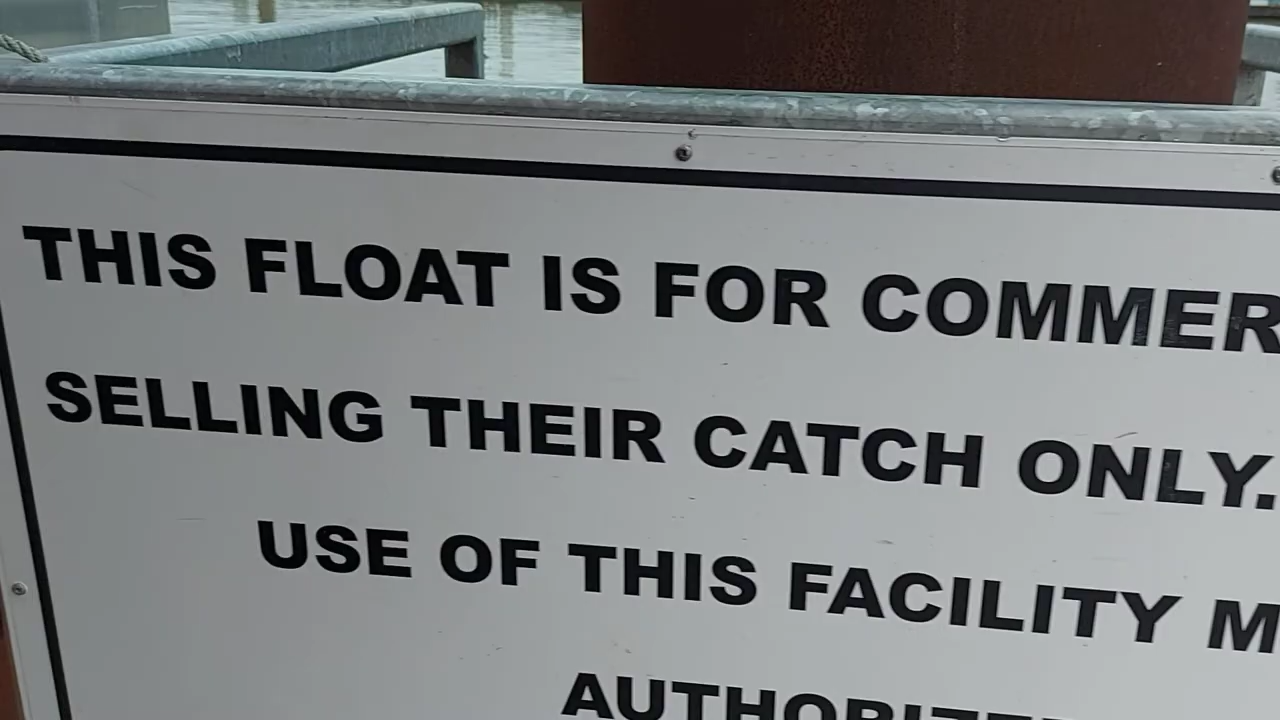 THIS FLOAT IS FOR COMMER
SELLING THEIR CATCH ONLY.
USE OF THIS FACILITY M
AUTHORIZE